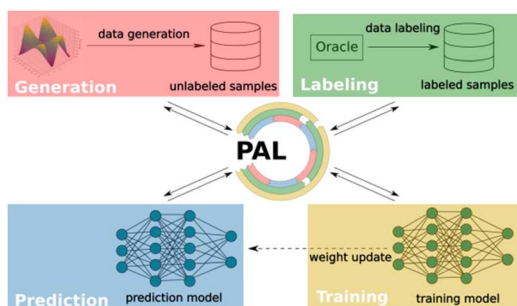 data generation
unlabeled samples
Generation
data labeling
Oracle
labeled samples
Labeling
PAL
Prediction
prediction model
weight update
Training
training model